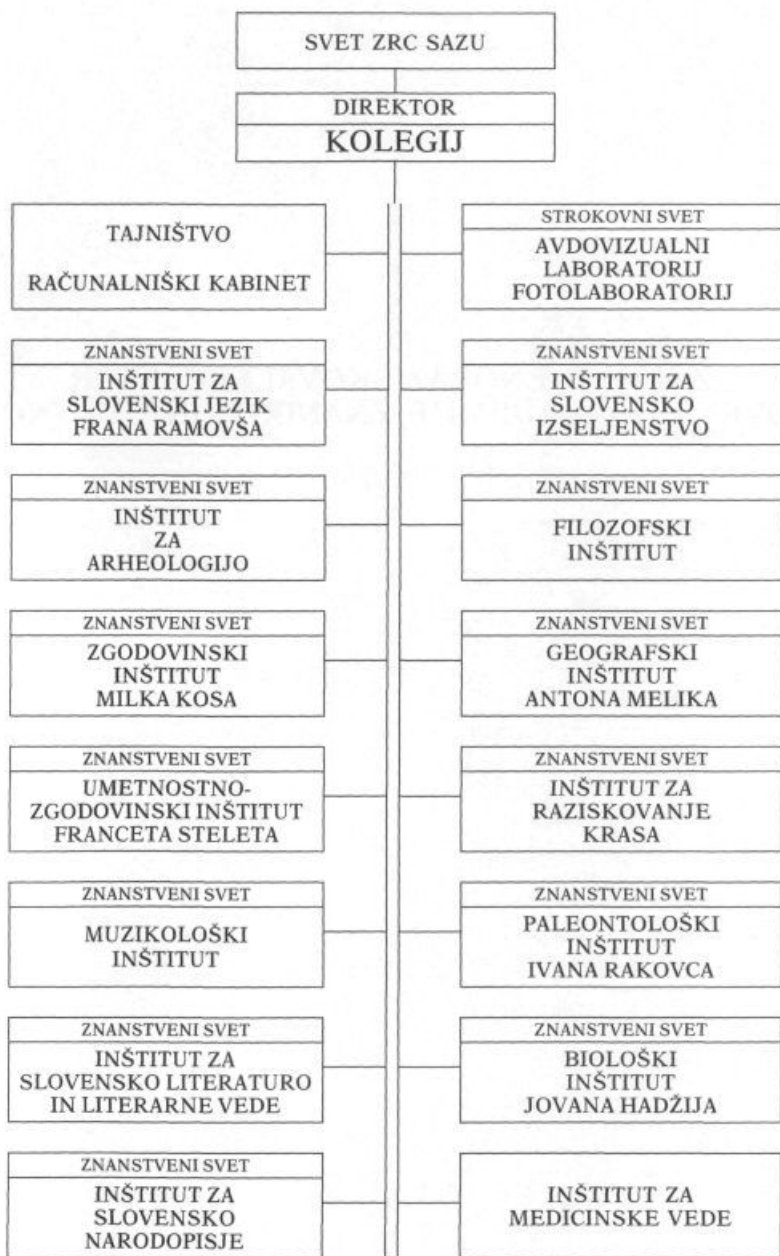 SVET ZRC SAZU
DIREKTOR
KOLEGIJ
TAJNIŠTVO
RAČUNALNIŠKI KABINET
STROKOVNI SVET
AVDOVIZUALNI
LABORATORIJ
FOTOLABORATORIJ
ZNANSTVENI SVET
INŠTITUT ZA
SLOVENSKI JEZIK
FRANA RAMOVŠA
ZNANSTVENI SVET
INŠTITUT ZA
SLOVENSKO
IZSELJENSTVO
ZNANSTVENI SVET
INŠTITUT
ZA
ARHEOLOGIJO
ZNANSTVENI SVET
FILOZOFSKI
INŠTITUT
ZNANSTVENI SVET
ZGODOVINSKI
INŠTITUT
MILKA KOSA
ZNANSTVENI SVET
GEOGRAFSKI
INŠTITUT
ANTONA MELIKA
ZNANSTVENI SVET
UMETNOSTNO-
ZGODOVINSKI INŠTITUT
FRANCETA STELETA
ZNANSTVENI SVET
INŠTITUT ZA
RAZISKOVANJE
KRASA
ZNANSTVENI SVET
MUZIKOLOŠKI
INŠTITUT
ZNANSTVENI SVET
PALEONTOLOŠKI
INŠTITUT
IVANA RAKOVCA
ZNANSTVENI SVET
INŠTITUT ZA
SLOVENSKO LITERATURO
IN LITERARNE VEDE
ZNANSTVENI SVET
BIOLOŠKI
INŠTITUT
JOVANA HADŽIJA
ZNANSTVENI SVET
INŠTITUT ZA
SLOVENSKO
NARODOPISJE
INŠTITUT ZA
MEDICINSKE VEDE